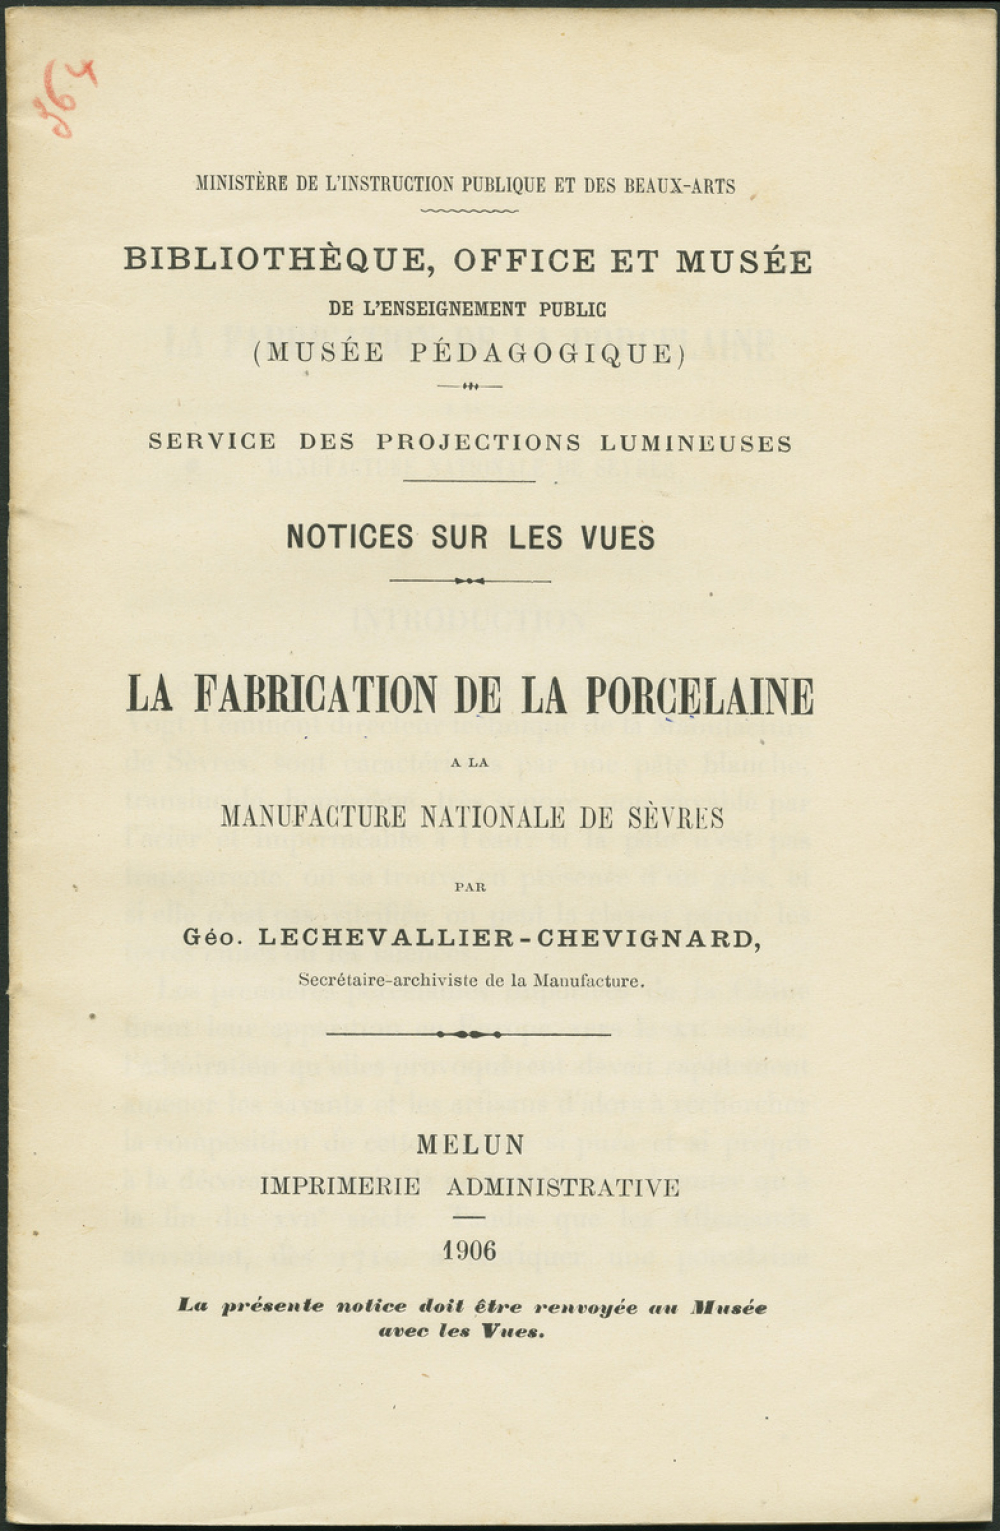 364
MINISTÈRE DE L'INSTRUCTION PUBLIQUE ET DES BEAUX-ARTS
BIBLIOTHÈQUE, OFFICE ET MUSÉE
DE L'ENSEIGNEMENT PUBLIC
(MUSÉE PÉDAGOGIQUE)
SERVICE DES PROJECTIONS LUMINEUSES
NOTICES SUR LES VUES
LA FABRICATION DE LA PORCELAINE
A LA
MANUFACTURE NATIONALE DE SÈVRES
PAR
Géo. LECHEVALLIER-CHEVIGNARD,
Secrétaire-archiviste de la Manufacture.
MELUN
IMPRIMERIE ADMINISTRATIVE
1906
La présente notice doit être renvoyée au Musée
avec les Vues.